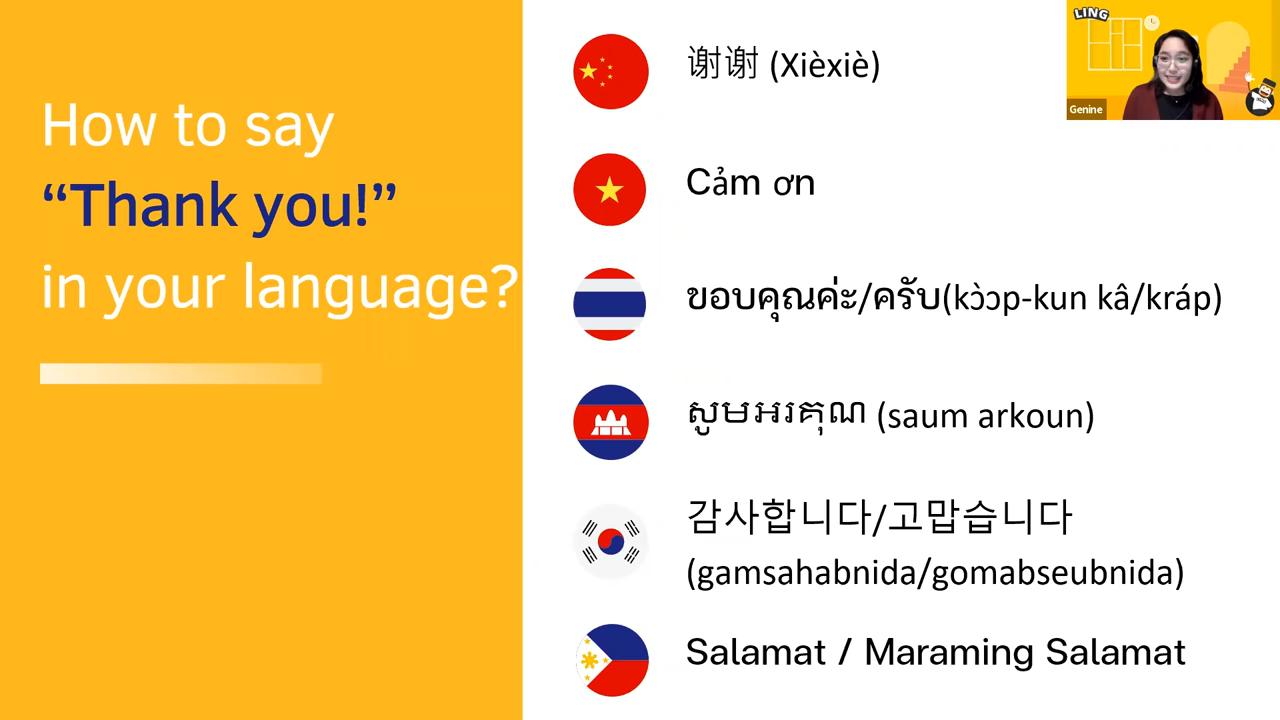 How to say
“Thank you!”
in your language?
谢谢 (Xièxiè)
Cảm ơn
ขอบคุณค่ะ/ครับ(kɔ̀ɔp-kun kâ/kráp)
សូមអរគុណ (saum arkoun)
감사합니다/고맙습니다
(gamsahabnida/gomabseubnida)
Salamat / Maraming Salamat
LING
Genine